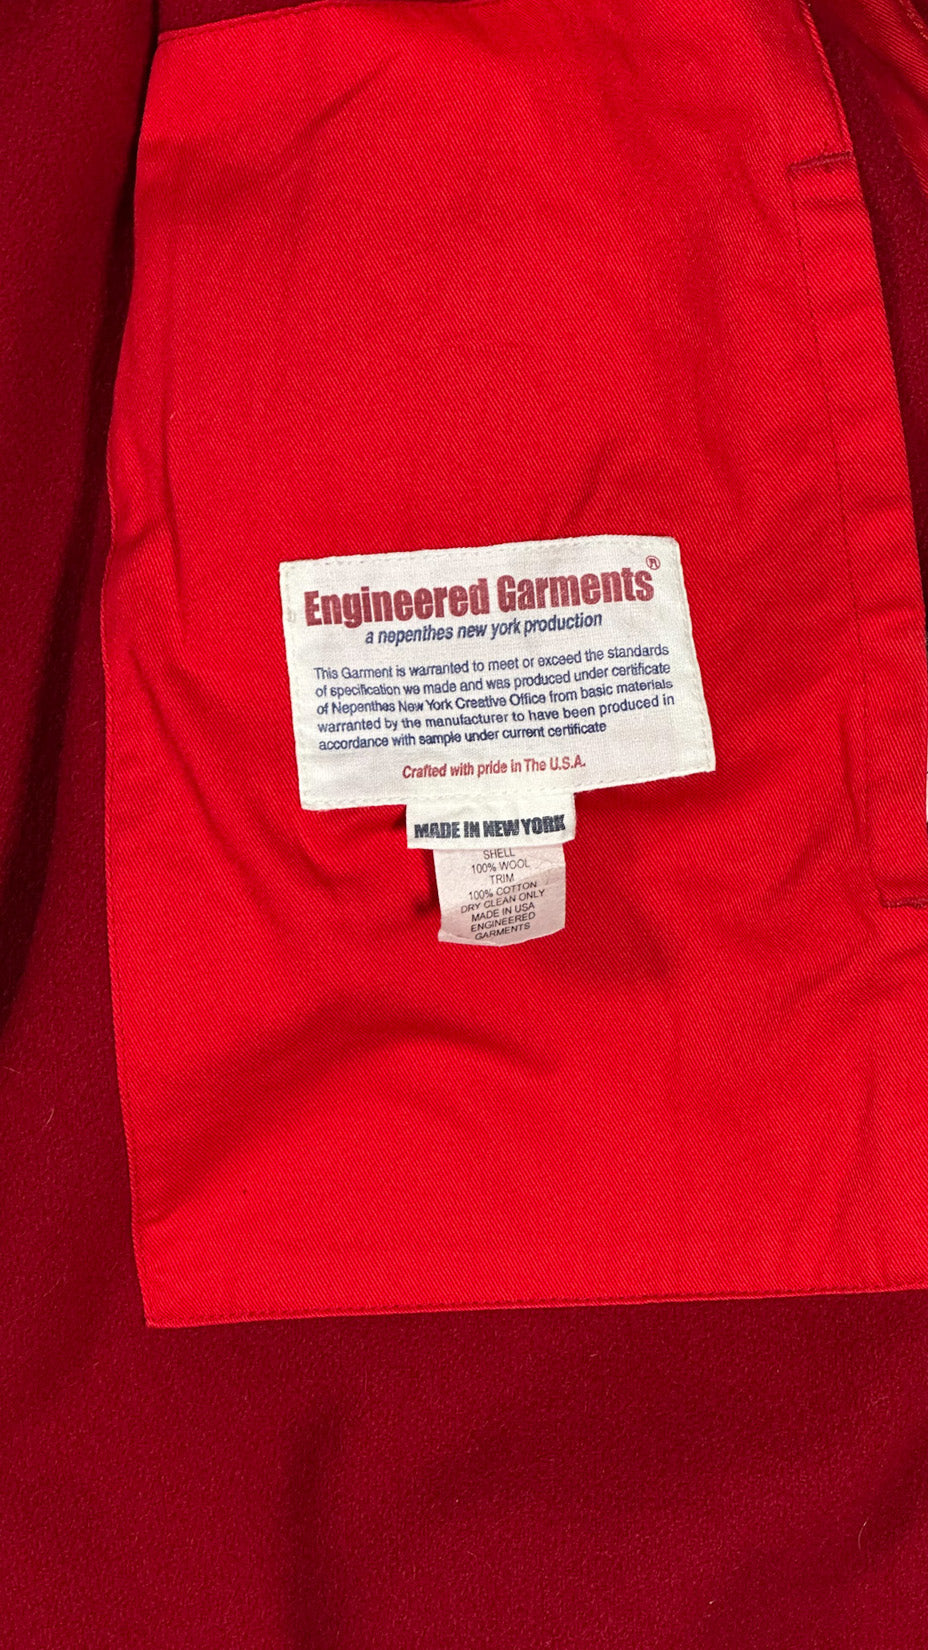 Engineered Garments®
a nepenthes new york production
This Garment is warranted to meet or exceed the standards
of specification we made and was produced under certificate
of Nepenthes New York Creative Office from basic materials
warranted by the manufacturer to have been produced in
accordance with sample under current certificate
Crafted with pride in The U.S.A.
MADE IN NEW YORK
SHELL
100% WOOL
TRIM
100% COTTON
DRY CLEAN ONLY
MADE IN USA
ENGINEERED
GARMENTS